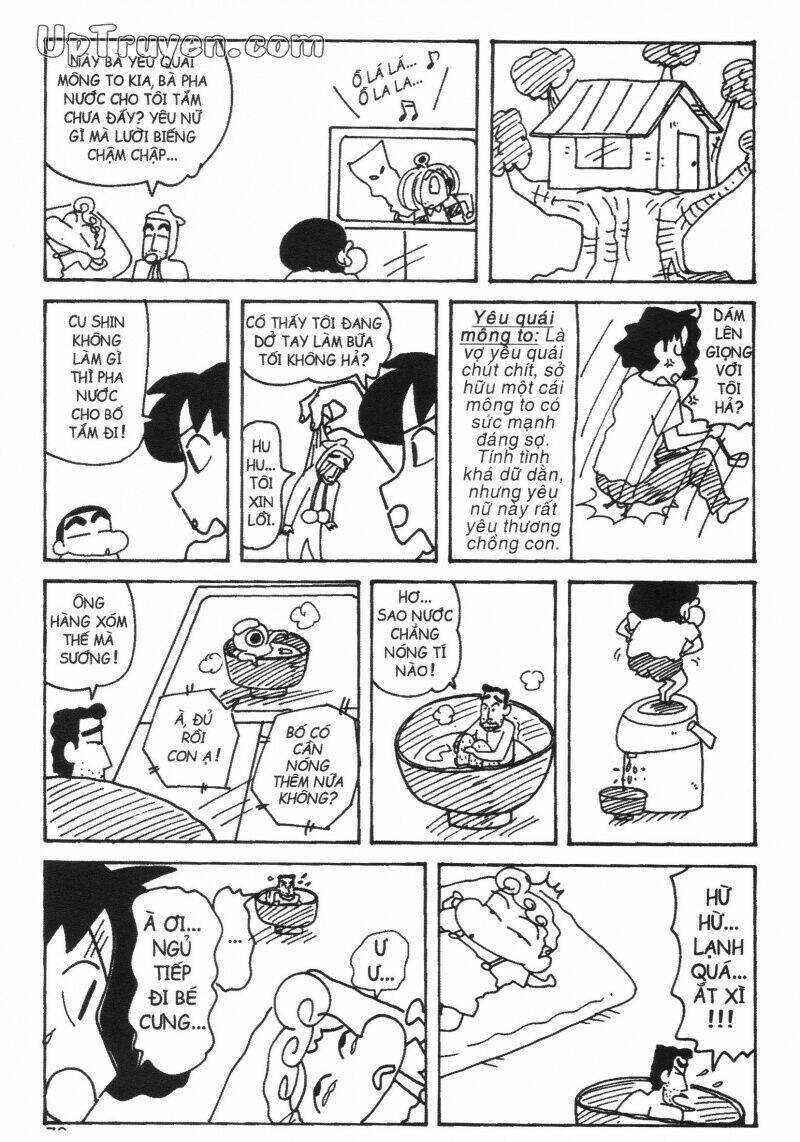 UpTruyen.com
NÀY BÀ YÊU QUÁI
MÔNG TO KIA, BÀ PHA
NƯỚC CHO TÔI TẮM
CHƯA ĐẤY? YÊU NỮ
GÌ MÀ LƯỜI BIẾNG
CHẬM CHẬP...
Ố LÁ LÁ...
Ố LA LA...
CU SHIN
KHÔNG
LÀM GÌ
THÌ PHA
NƯỚC
CHO BỐ
TẮM ĐI!
CÓ THẤY TÔI ĐANG
DỞ TAY LÀM BỮA
TỐI KHÔNG HẢ?
HU
HU...
TÔI
XIN
LỖI.
Yêu quái
mông to: Là
vợ yêu quái
chút chít, sở
hữu một cái
mông to có
sức mạnh
đáng sợ.
Tính tình
khá dữ dằn,
nhưng yêu
nữ này rất
yêu thương
chồng con.
DÁM
LÊN
GIỌNG
VỚI
TÔI
HẢ?
ÔNG
HÀNG XÓM
THẾ MÀ
SƯỚNG!
À, ĐỦ
RỒI
CON Ạ!
BỐ CÓ
CẦN
NÓNG
THÊM NỮA
KHÔNG?
HƠ...
SAO NƯỚC
CHẲNG
NÓNG TÍ
NÀO!
À ƠI...
NGỦ
TIẾP
ĐI BÉ
CƯNG...
...
Ư
Ư...
HỪ
HỪ...
LẠNH
QUÁ...
ẮT XÌ
!!!